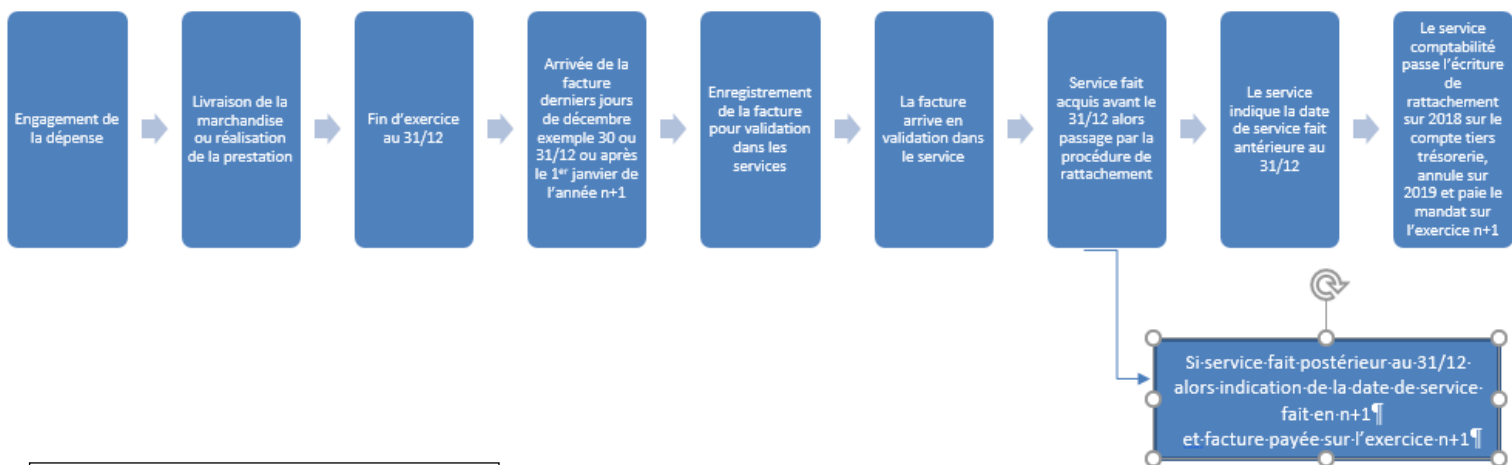 Engagement de
la dépense
Livraison de la
marchandise
ou réalisation
de la prestation
Fin d'exercice
au 31/12
Arrivée de la
facture
derniers jours
de décembre
exemple 30 ou
31/12 ou après
le 1er janvier de
l'année n+1
Enregistrement
de la facture
pour validation
dans les
services
La facture
arrive en
validation dans
le service
Service fait
acquis avant le
31/12 alors
passage par la
procédure de
rattachement
Le service
indique la date
de service fait
antérieure au
31/12
Le service
comptabilité
passe l'écriture
de
rattachement
sur 2018 sur le
compte tiers
trésorerie,
annule sur
2019 et paie le
mandat sur
l'exercice n+1
Si·service·fait·postérieur·au·31/12·
alors·indication·de·la·date·de·service·
fait·en·n+1¶
et·facture·payée·sur·l'exercice·n+1¶